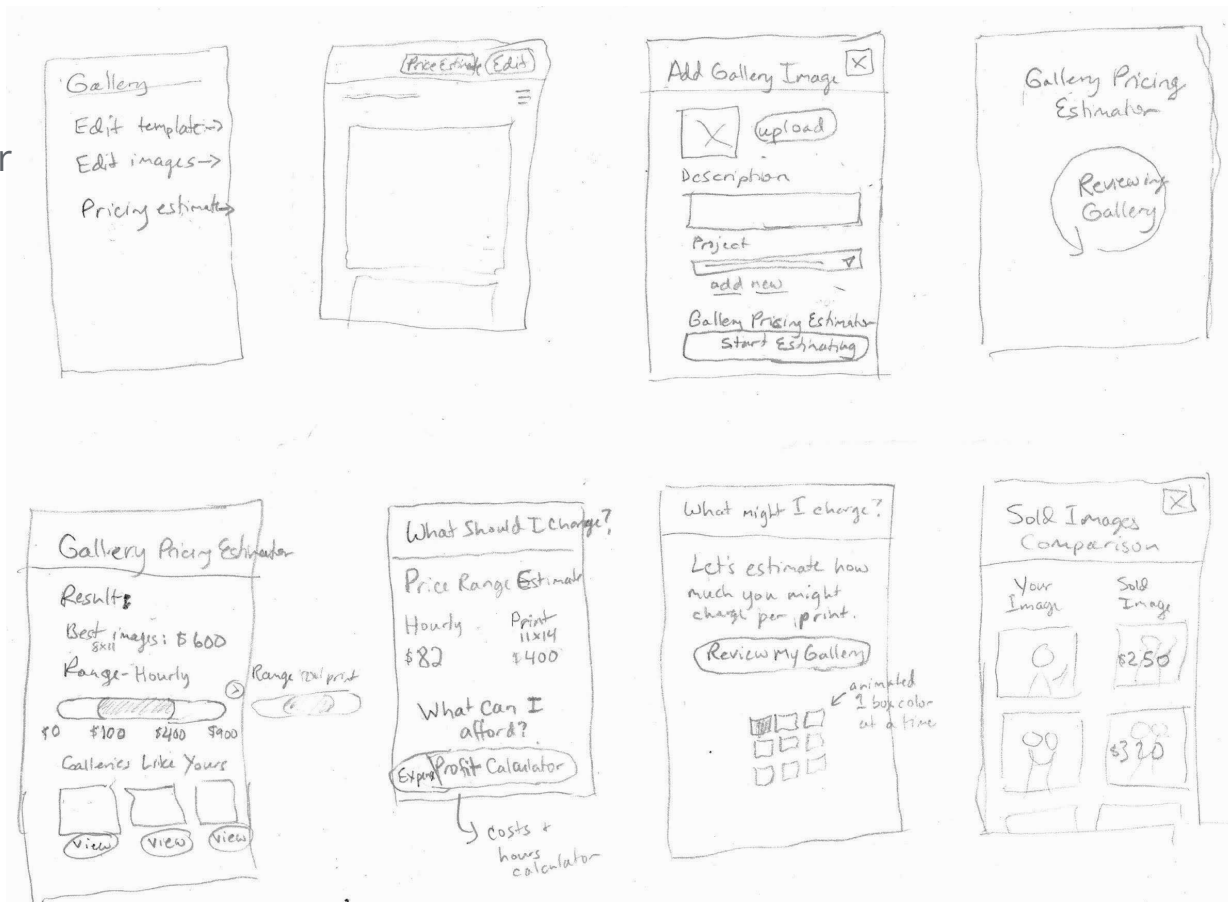 r
Gallery
Edit template->
Edit images->
Pricing estimate>
Price Estimate
Edit
Add Gallery Image X
upload
Description
Project
add new
Gallery Pricing Estimator
Start Estimating
Gallery Pricing
Estimator
Reviewing
Gallery
Gallery Pricing Estimator
Results
Best images: $600
8x11
Range-Hourly
$0 $100 $400 $900
Range print
Galleries Like Yours
View View View
What Should I Charge?
Price Range Estimate
Hourly Print
11x14
$82 $400
What Can I
afford?
Profit Calculator
costs +
hours
calculator
What might I charge?
Let's estimate how
much you might
charge per print.
Review My Gallery
animated
1 box color
at a time
Sold Images X
Comparison
Your Sold
Image Image
$250
$320